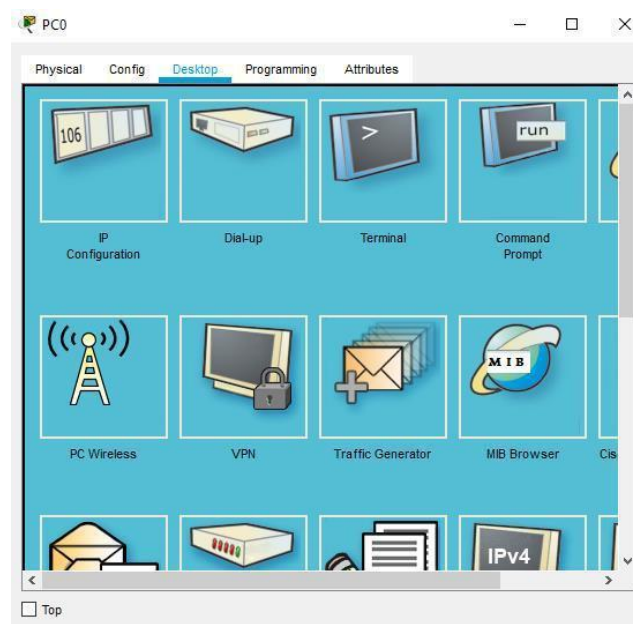 PC0
Physical Config Desktop Programming Attributes
106
>
run
IP
Configuration
Dial-up
Terminal
Command
Prompt
MIB
PC Wireless
VPN
Traffic Generator
MIB Browser
Cis
IPv4
Top